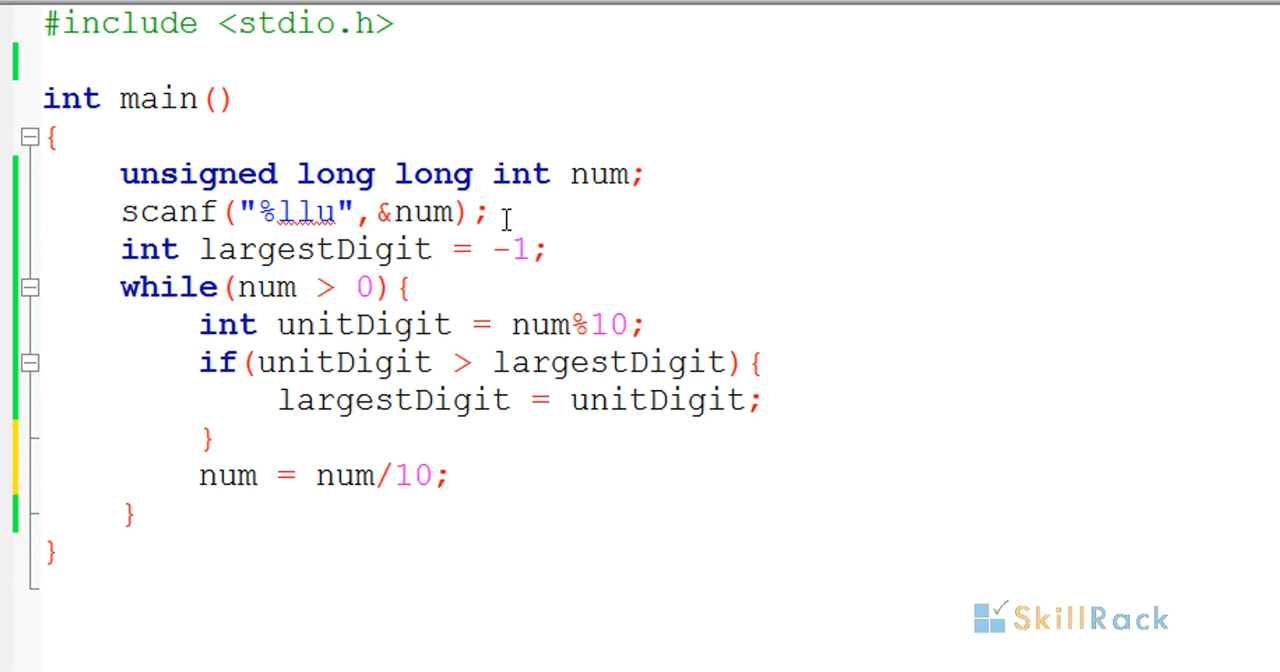 #include <stdio.h>
int main()
{
unsigned long long int num;
scanf("%llu",&num);
int largestDigit = -1;
while(num > 0){
int unitDigit = num%10;
if(unitDigit > largestDigit){
largestDigit = unitDigit;
}
num = num/10;
}
}
SkillRack